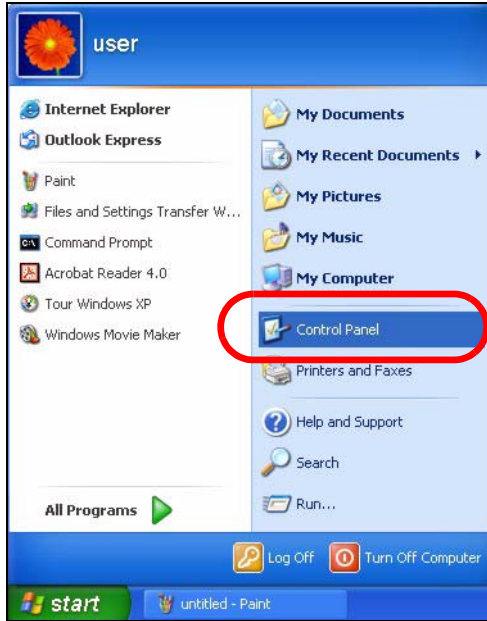 user
Internet Explorer
Outlook Express
Paint
Files and Settings Transfer W...
Command Prompt
Acrobat Reader 4.0
Tour Windows XP
Windows Movie Maker
All Programs
My Documents
My Recent Documents
My Pictures
My Music
My Computer
Control Panel
Printers and Faxes
Help and Support
Search
Run...
Log Off
Turn Off Computer
start
untitled - Paint